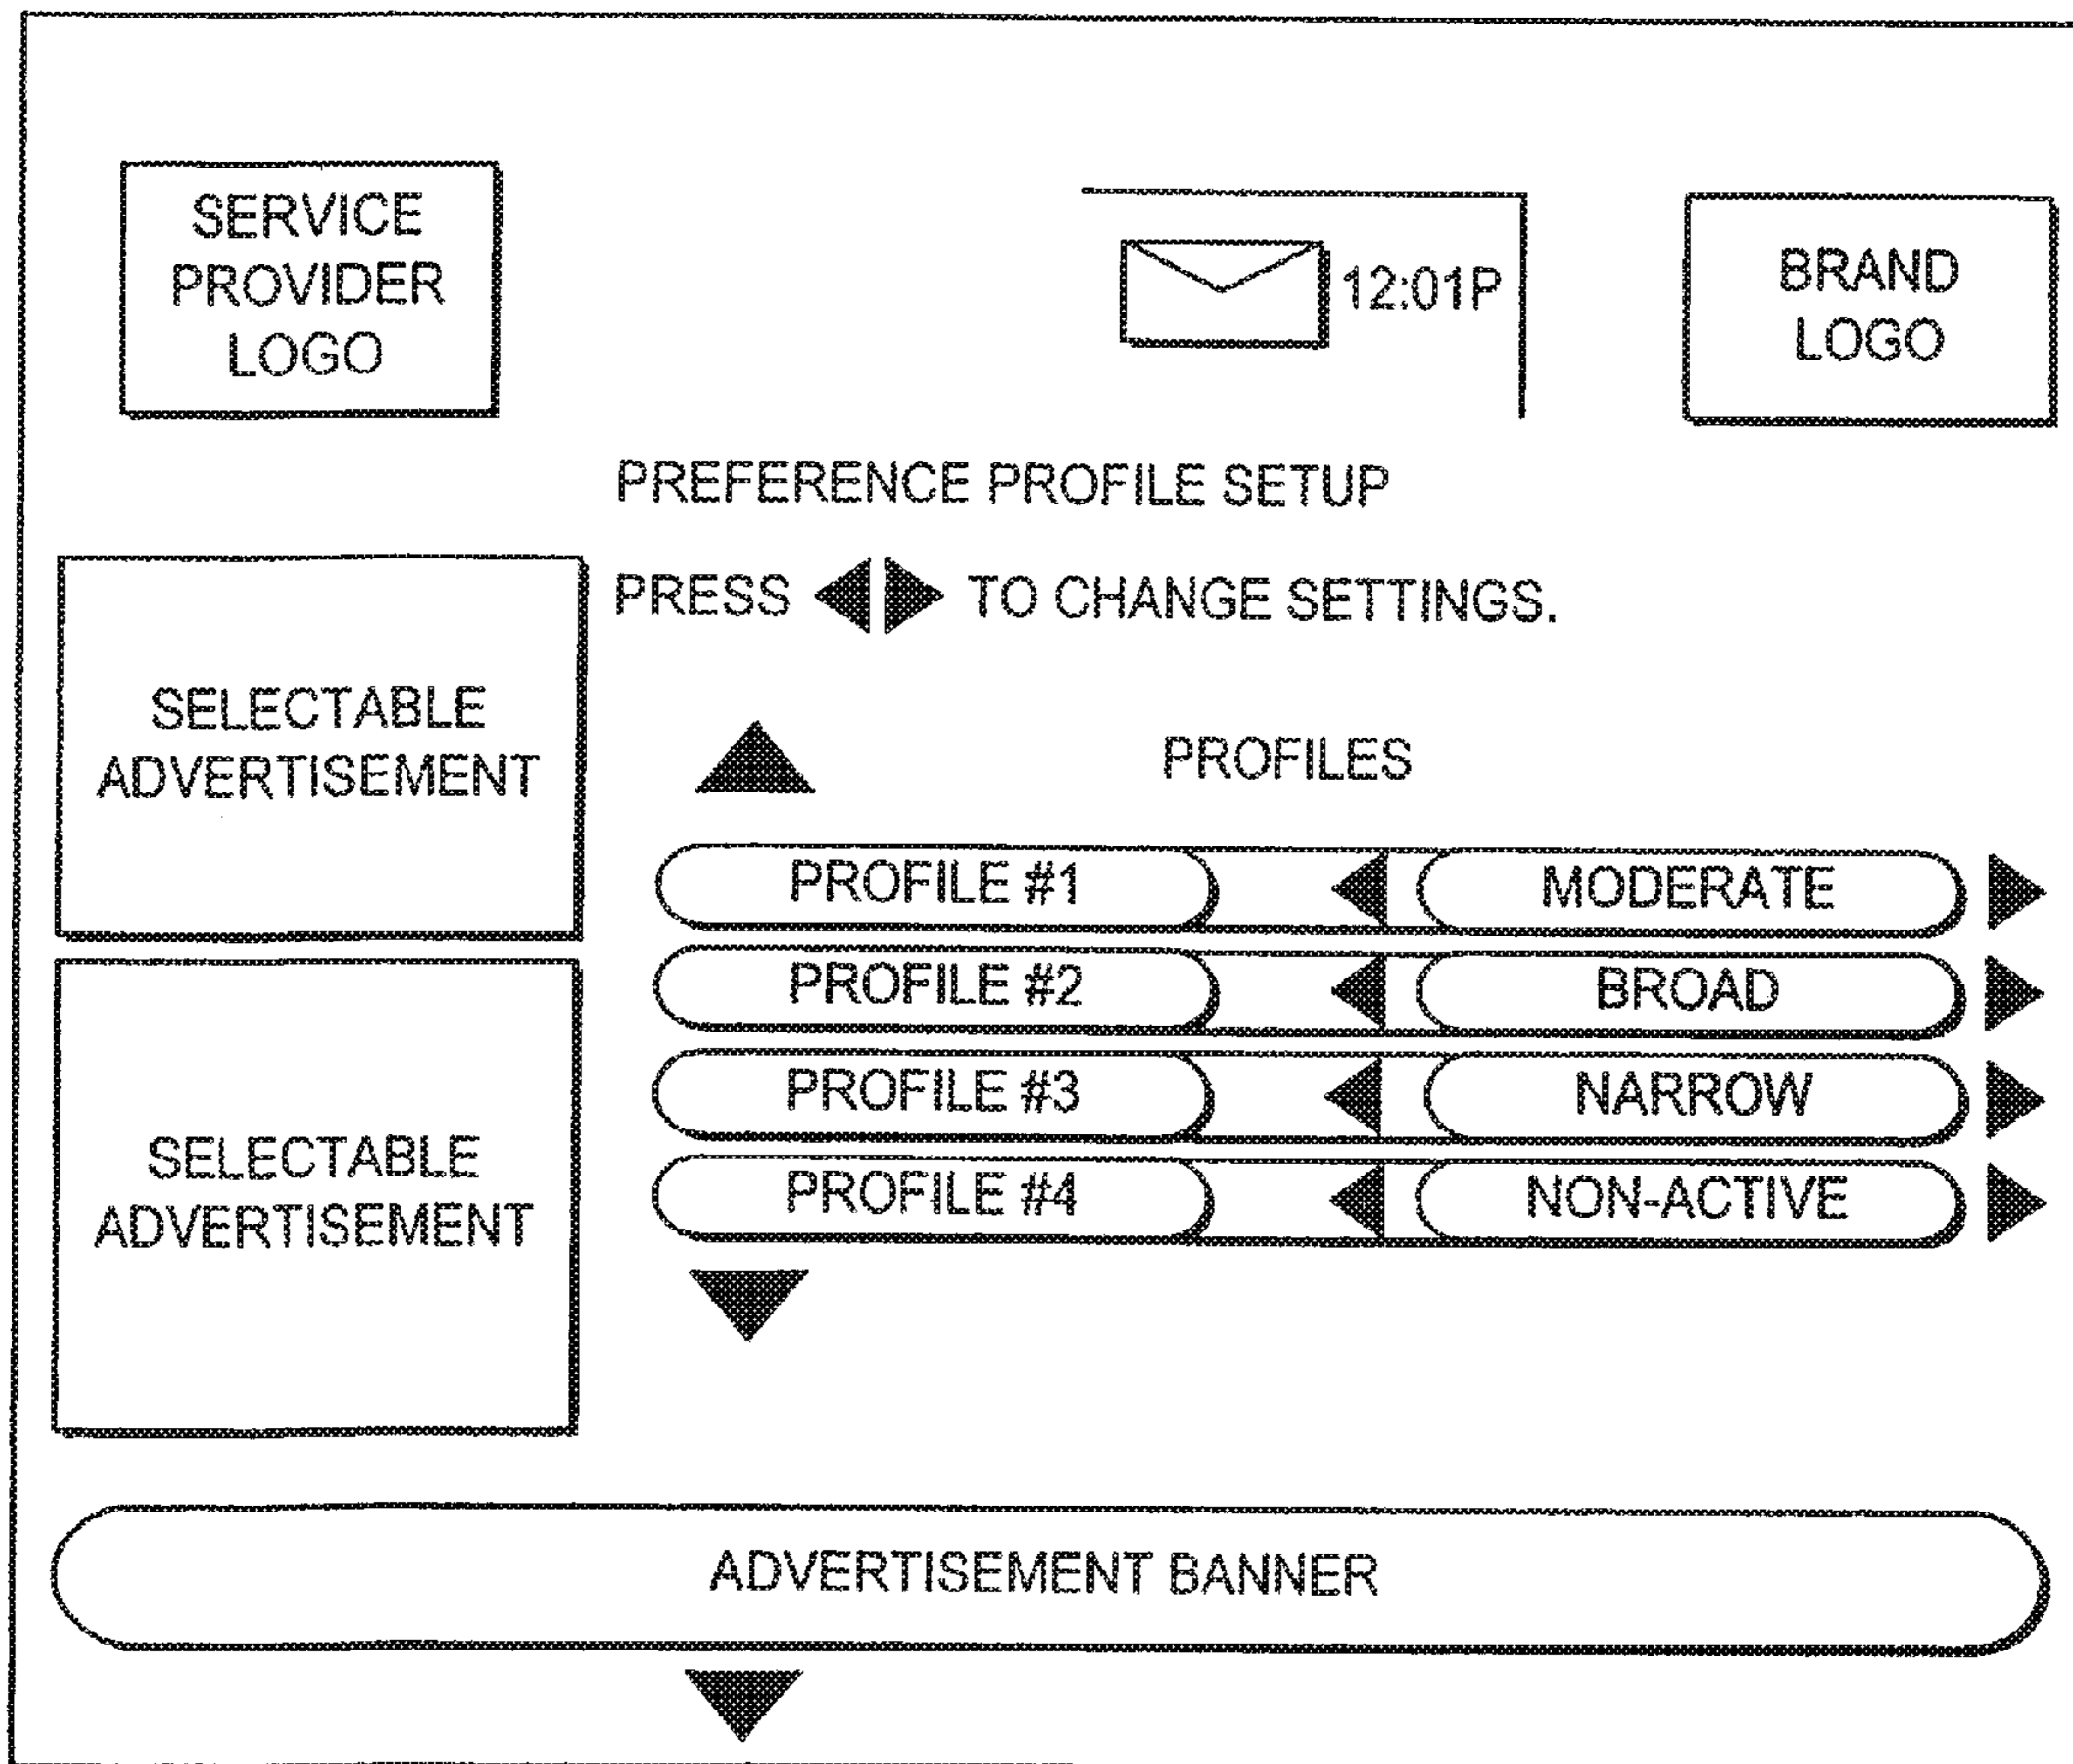 SERVICE
PROVIDER
LOGO
12:01P
BRAND
LOGO
PREFERENCE PROFILE SETUP
PRESS ◀▶ TO CHANGE SETTINGS.
SELECTABLE
ADVERTISEMENT
PROFILES
PROFILE #1 MODERATE
PROFILE #2 BROAD
PROFILE #3 NARROW
PROFILE #4 NON-ACTIVE
SELECTABLE
ADVERTISEMENT
ADVERTISEMENT BANNER